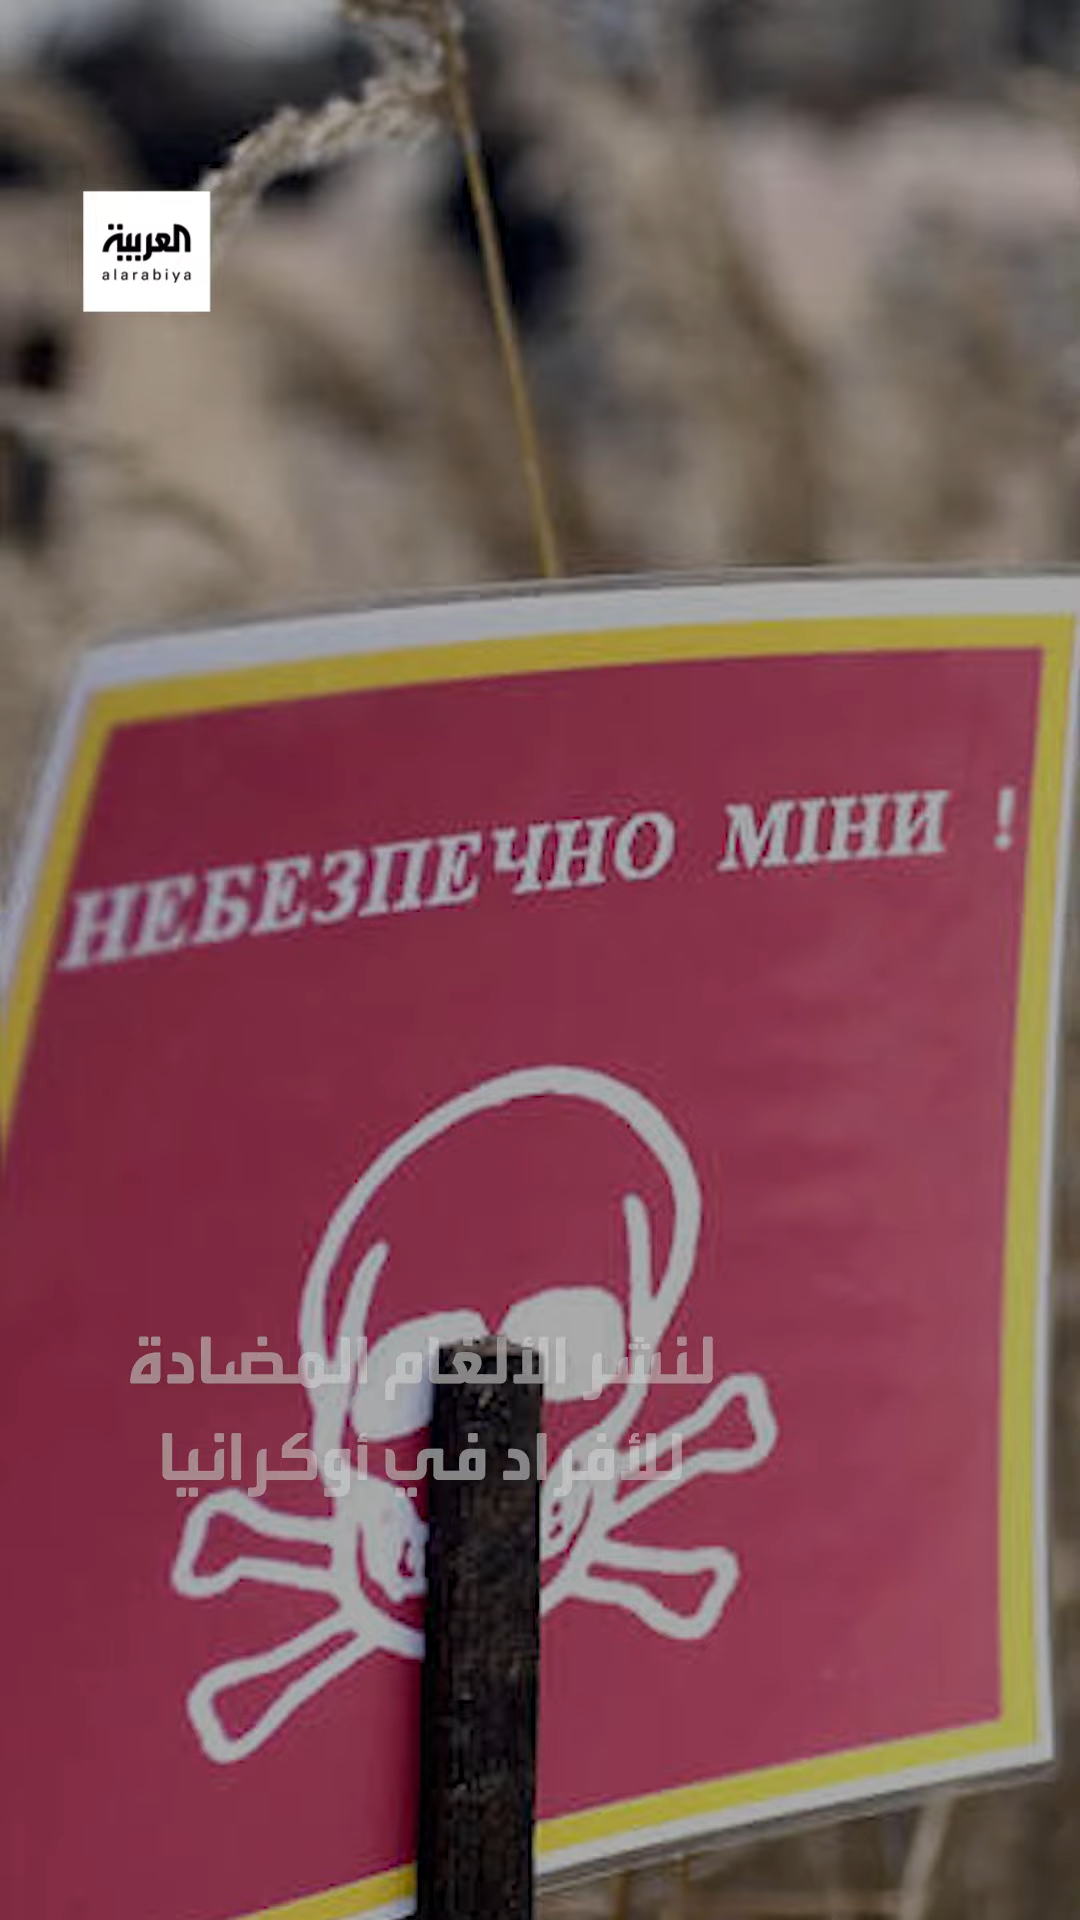 العربية
alarabiya
НЕБЕЗПЕЧНО МІНИ !
لنشر الألغام المضادة
للأفراد في أوكرانيا